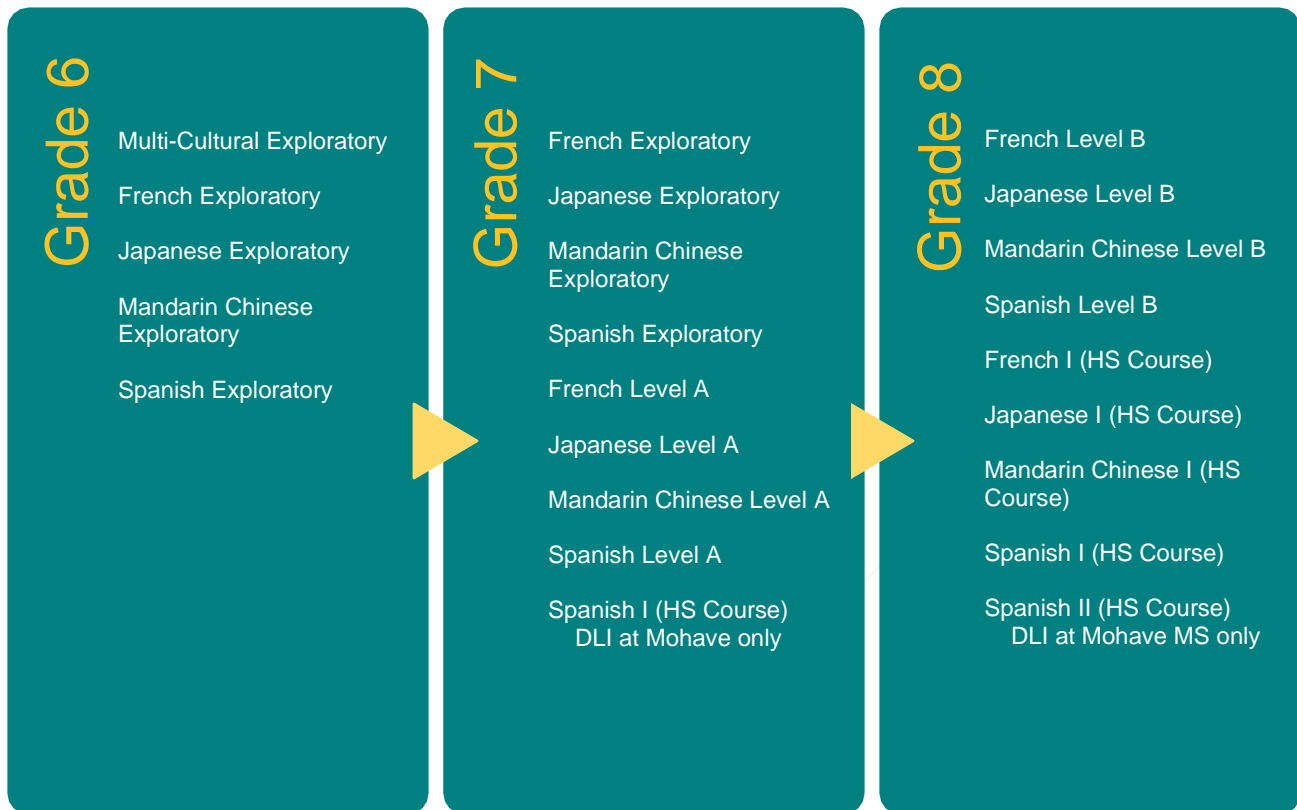 Grade 6
Multi-Cultural Exploratory
French Exploratory
Japanese Exploratory
Mandarin Chinese
Exploratory
Spanish Exploratory
Grade 7
French Exploratory
Japanese Exploratory
Mandarin Chinese
Exploratory
Spanish Exploratory
French Level A
Japanese Level A
Mandarin Chinese Level A
Spanish Level A
Spanish I (HS Course)
DLI at Mohave only
Grade 8
French Level B
Japanese Level B
Mandarin Chinese Level B
Spanish Level B
French I (HS Course)
Japanese I (HS Course)
Mandarin Chinese I (HS
Course)
Spanish I (HS Course)
Spanish II (HS Course)
DLI at Mohave MS only